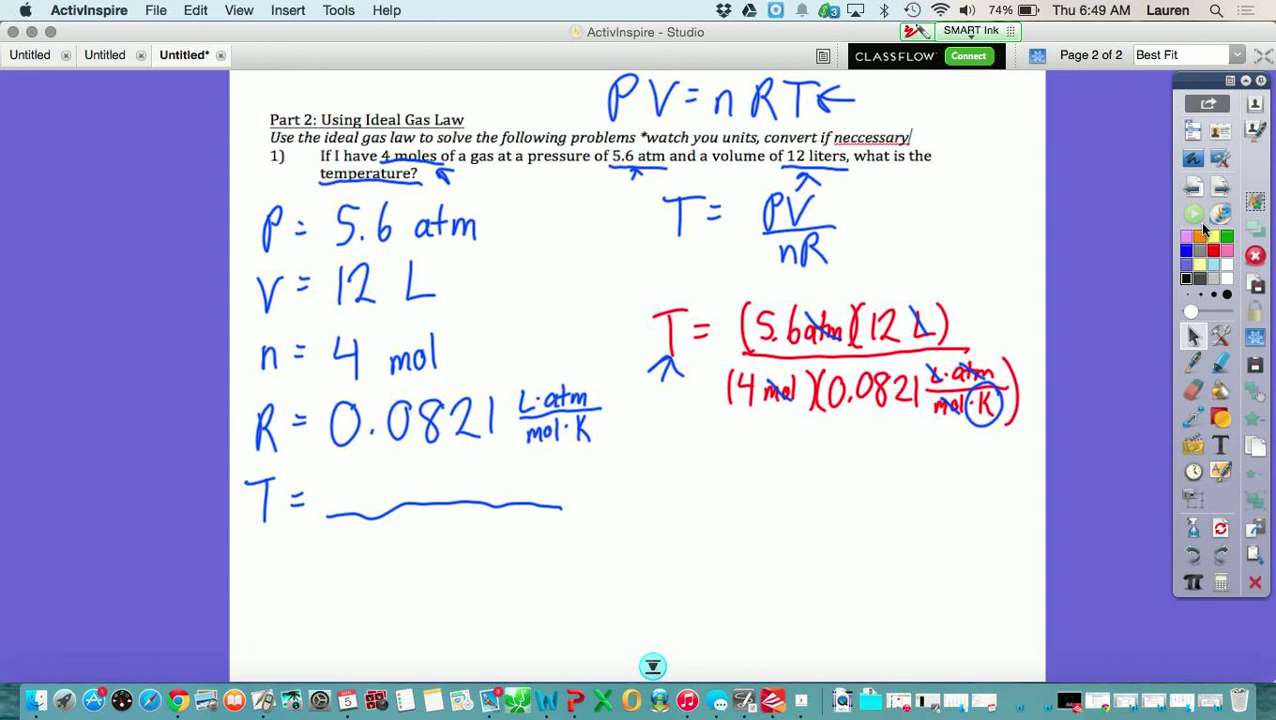 ActivInspire File Edit View Insert Tools Help 3 74% Thu 6:49 AM Lauren
ActivInspire - Studio
SMART Ink
Untitled Untitled Untitled*
CLASSFLOW Connect
Page 2 of 2 Best Fit
PV = nRT ←
Part 2: Using Ideal Gas Law
Use the ideal gas law to solve the following problems *watch you units, convert if neccessary
1) If I have 4 moles of a gas at a pressure of 5.6 atm and a volume of 12 liters, what is the
temperature?
P = 5.6 atm
V = 12 L
n = 4 mol
R = 0.0821 L·atm
mol·K
T =
T = PV
nR
T = (5.6 atm)(12 L)
(4 mol)(0.0821 L·atm
mol·K)